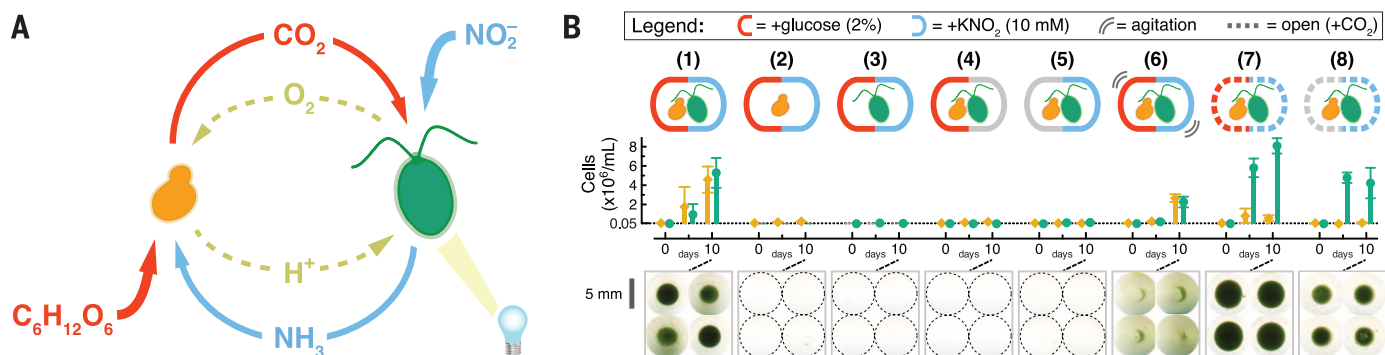 A
CO₂
NO₂⁻
O₂
H⁺
C₆H₁₂O₆
NH₃
B
Legend: = +glucose (2%) = +KNO₂ (10 mM) = agitation = open (+CO₂)
(1) (2) (3) (4) (5) (6) (7) (8)
Cells
(x10⁶/mL)
8
6
4
2
0.05
0 days 10 0 days 10 0 days 10 0 days 10 0 days 10 0 days 10 0 days 10 0 days 10
5 mm